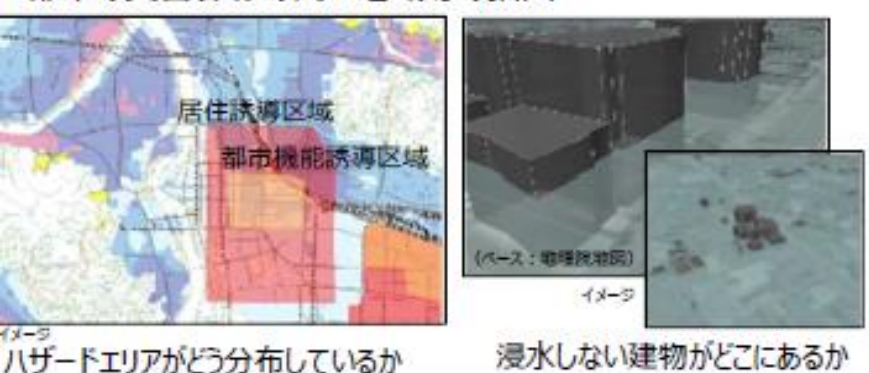 居住誘導区域
都市機能誘導区域
イメージ
ハザードエリアがどう分布しているか
(ベース：地理院地図)
イメージ
浸水しない建物がどこにあるか